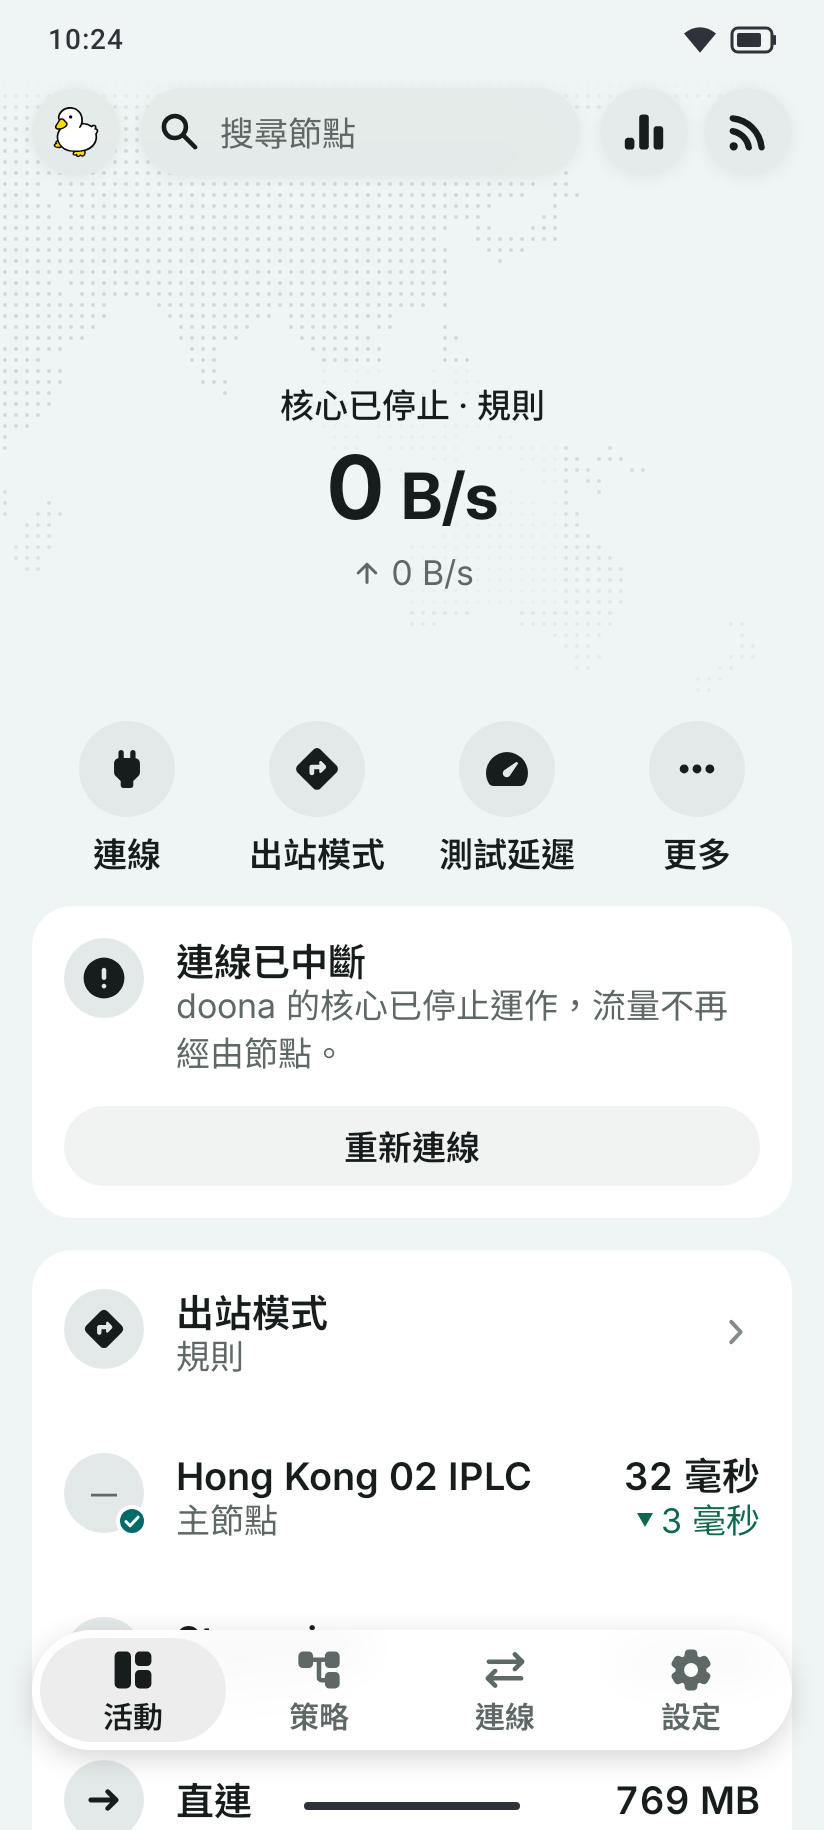 10:24
搜尋節點
核心已停止 · 規則
0 B/s
↑ 0 B/s
連線
出站模式
測試延遲
更多
連線已中斷
doona 的核心已停止運作，流量不再
經由節點。
重新連線
出站模式
規則
Hong Kong 02 IPLC
32 毫秒
主節點
▼3 毫秒
活動
策略
連線
設定
直連
769 MB